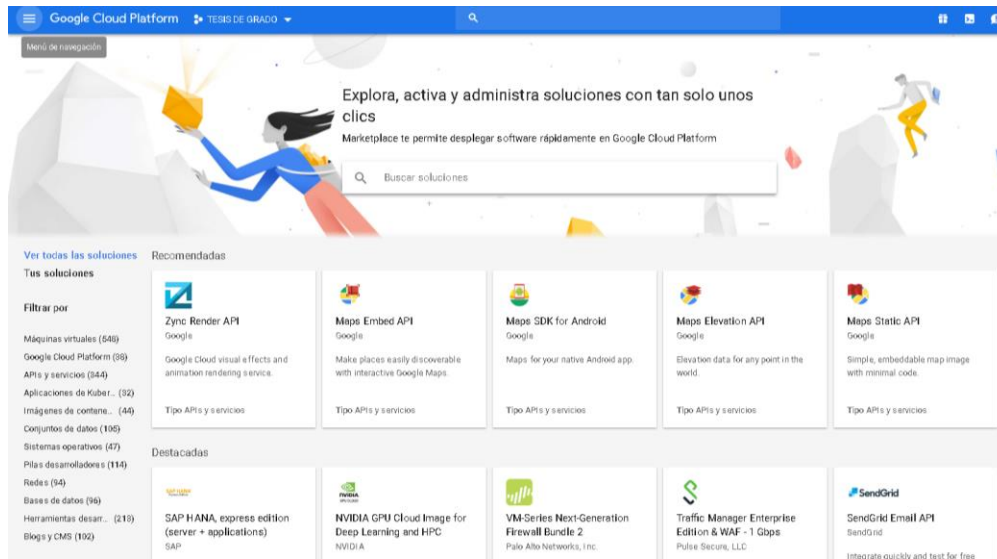 Google Cloud Platform
TESIS DE GRADO
Menú de navegación
Explora, activa y administra soluciones con tan solo unos
clics
Marketplace te permite desplegar software rápidamente en Google Cloud Platform
Buscar soluciones
Ver todas las soluciones
Tus soluciones
Filtrar por
Máquinas virtuales (546)
Google Cloud Platform (38)
APIs y servicios (344)
Aplicaciones de Kuber... (32)
Imágenes de contene... (44)
Conjuntos de datos (105)
Sistemas operativos (47)
Pilas desarrolladores (114)
Redes (94)
Bases de datos (96)
Herramientas desarr... (213)
Blogs y CMS (102)
Recomendadas
Zync Render API
Google
Google Cloud visual effects and
animation rendering service.
Tipo APIs y servicios
Maps Embed API
Google
Make places easily discoverable
with interactive Google Maps.
Tipo APIs y servicios
Maps SDK for Android
Google
Maps for your native Android app.
Tipo APIs y servicios
Maps Elevation API
Google
Elevation data for any point in the
world.
Tipo APIs y servicios
Maps Static API
Google
Simple, embeddable map image
with minimal code.
Tipo APIs y servicios
Destacadas
SAP HANA, express edition
(server + applications)
SAP
NVIDIA
NVIDIA GPU Cloud Image for
Deep Learning and HPC
NVIDIA
VM-Series Next-Generation
Firewall Bundle 2
Palo Alto Networks, Inc.
Traffic Manager Enterprise
Edition & WAF - 1 Gbps
Pulse Secure, LLC
SendGrid
SendGrid Email API
SendGrid
Integrate quickly and test for free